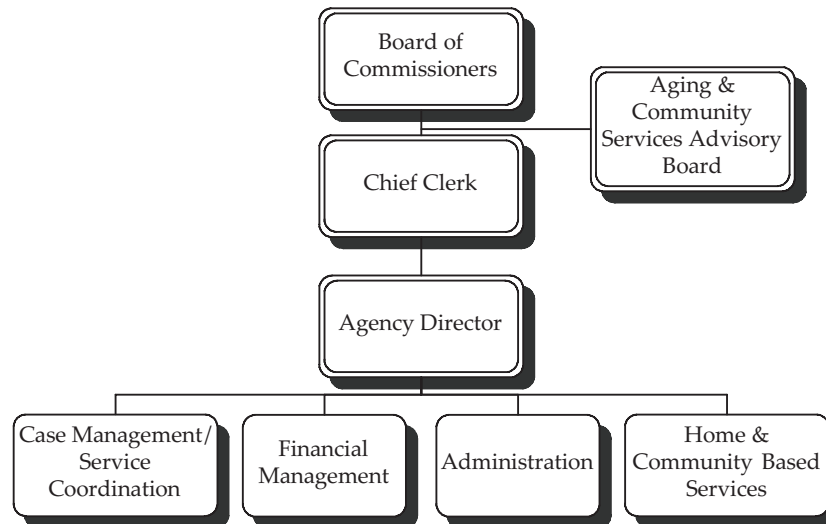 Board of
Commissioners
Aging &
Community
Services Advisory
Board
Chief Clerk
Agency Director
Case Management/
Service
Coordination
Financial
Management
Administration
Home &
Community Based
Services